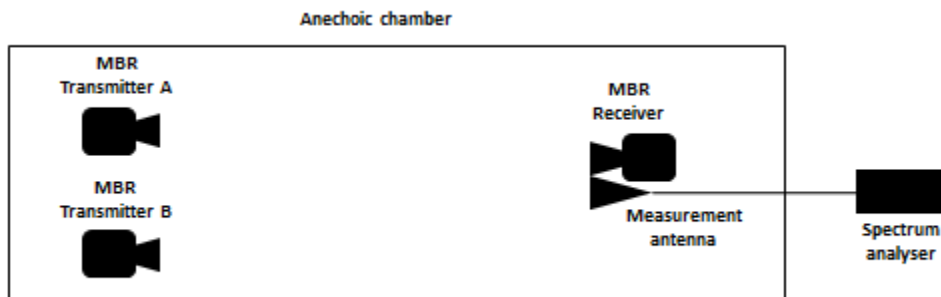 Anechoic chamber
MBR
Transmitter A
MBR
Receiver
MBR
Transmitter B
Measurement
antenna
Spectrum
analyser